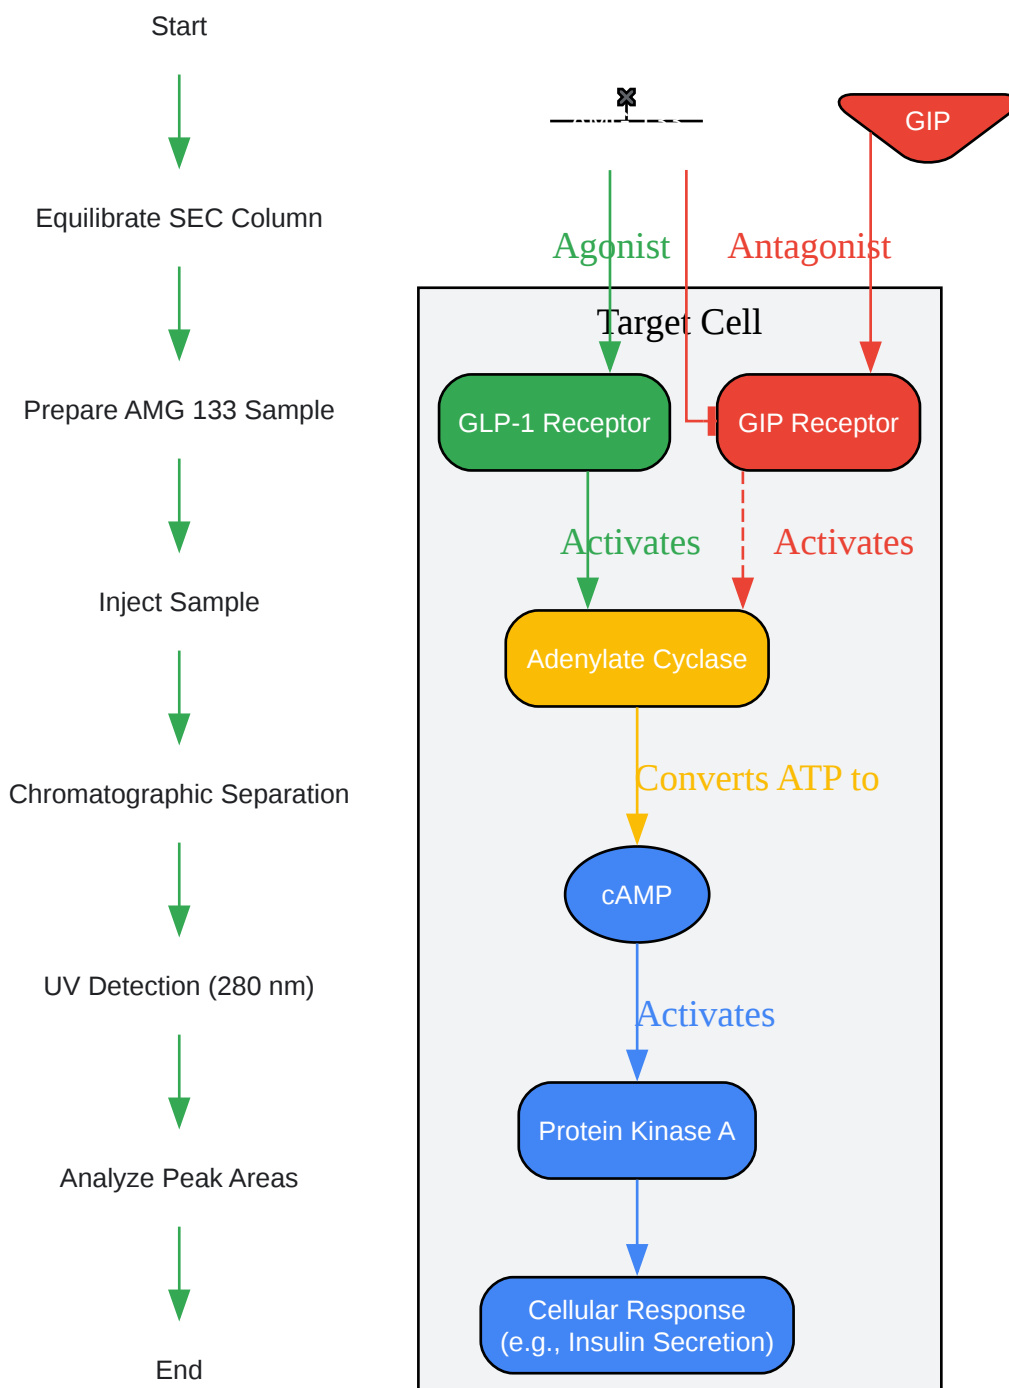 Start
Equilibrate SEC Column
Prepare AMG 133 Sample
Inject Sample
Chromatographic Separation
UV Detection (280 nm)
Analyze Peak Areas
End
GIP
Agonist
Antagonist
Target Cell
GLP-1 Receptor
GIP Receptor
Activates
Activates
Adenylate Cyclase
Converts ATP to
cAMP
Activates
Protein Kinase A
Cellular Response
(e.g., Insulin Secretion)